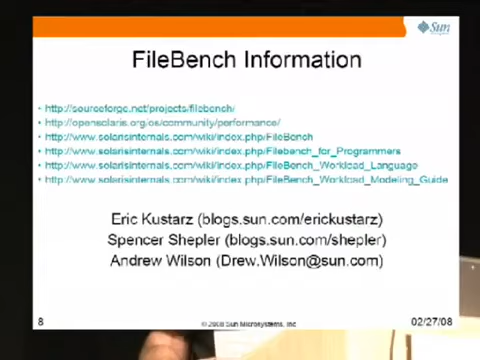 Sun
FileBench Information
• http://sourceforge.net/projects/filebench/
• http://opensolaris.org/os/community/performance/
• http://www.solarisinternals.com/wiki/index.php/FileBench
• http://www.solarisinternals.com/wiki/index.php/Filebench_for_Programmers
• http://www.solarisinternals.com/wiki/index.php/FileBench_Workload_Language
• http://www.solarisinternals.com/wiki/index.php/FileBench_Workload_Modeling_Guide
Eric Kustarz (blogs.sun.com/erickustarz)
Spencer Shepler (blogs.sun.com/shepler)
Andrew Wilson (Drew.Wilson@sun.com)
8 © 2008 Sun Microsystems, Inc 02/27/08